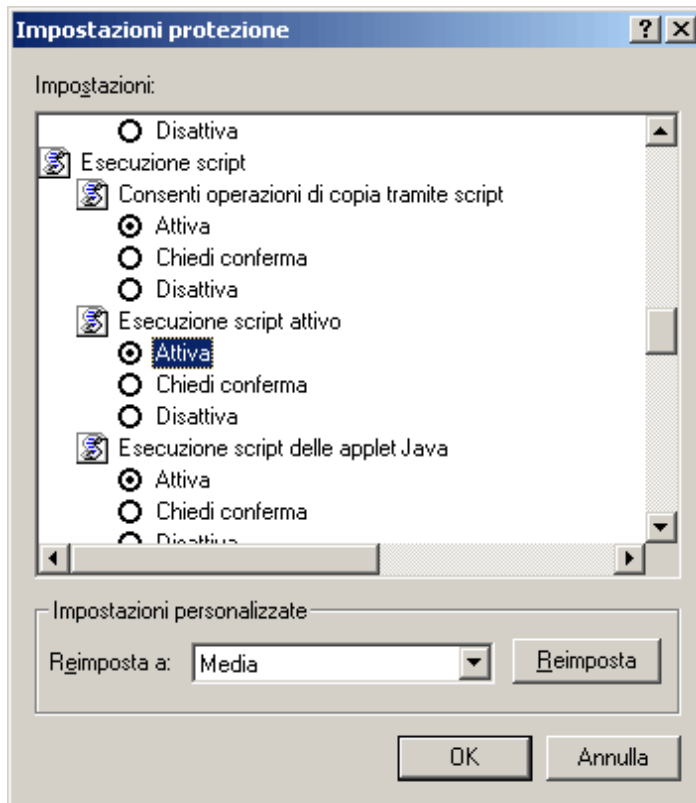 Impostazioni protezione
Impostazioni:
Disattiva
Esecuzione script
Consenti operazioni di copia tramite script
Attiva
Chiedi conferma
Disattiva
Esecuzione script attivo
Attiva
Chiedi conferma
Disattiva
Esecuzione script delle applet Java
Attiva
Chiedi conferma
Disattiva
Impostazioni personalizzate
Reimposta a: Media Reimposta
OK Annulla